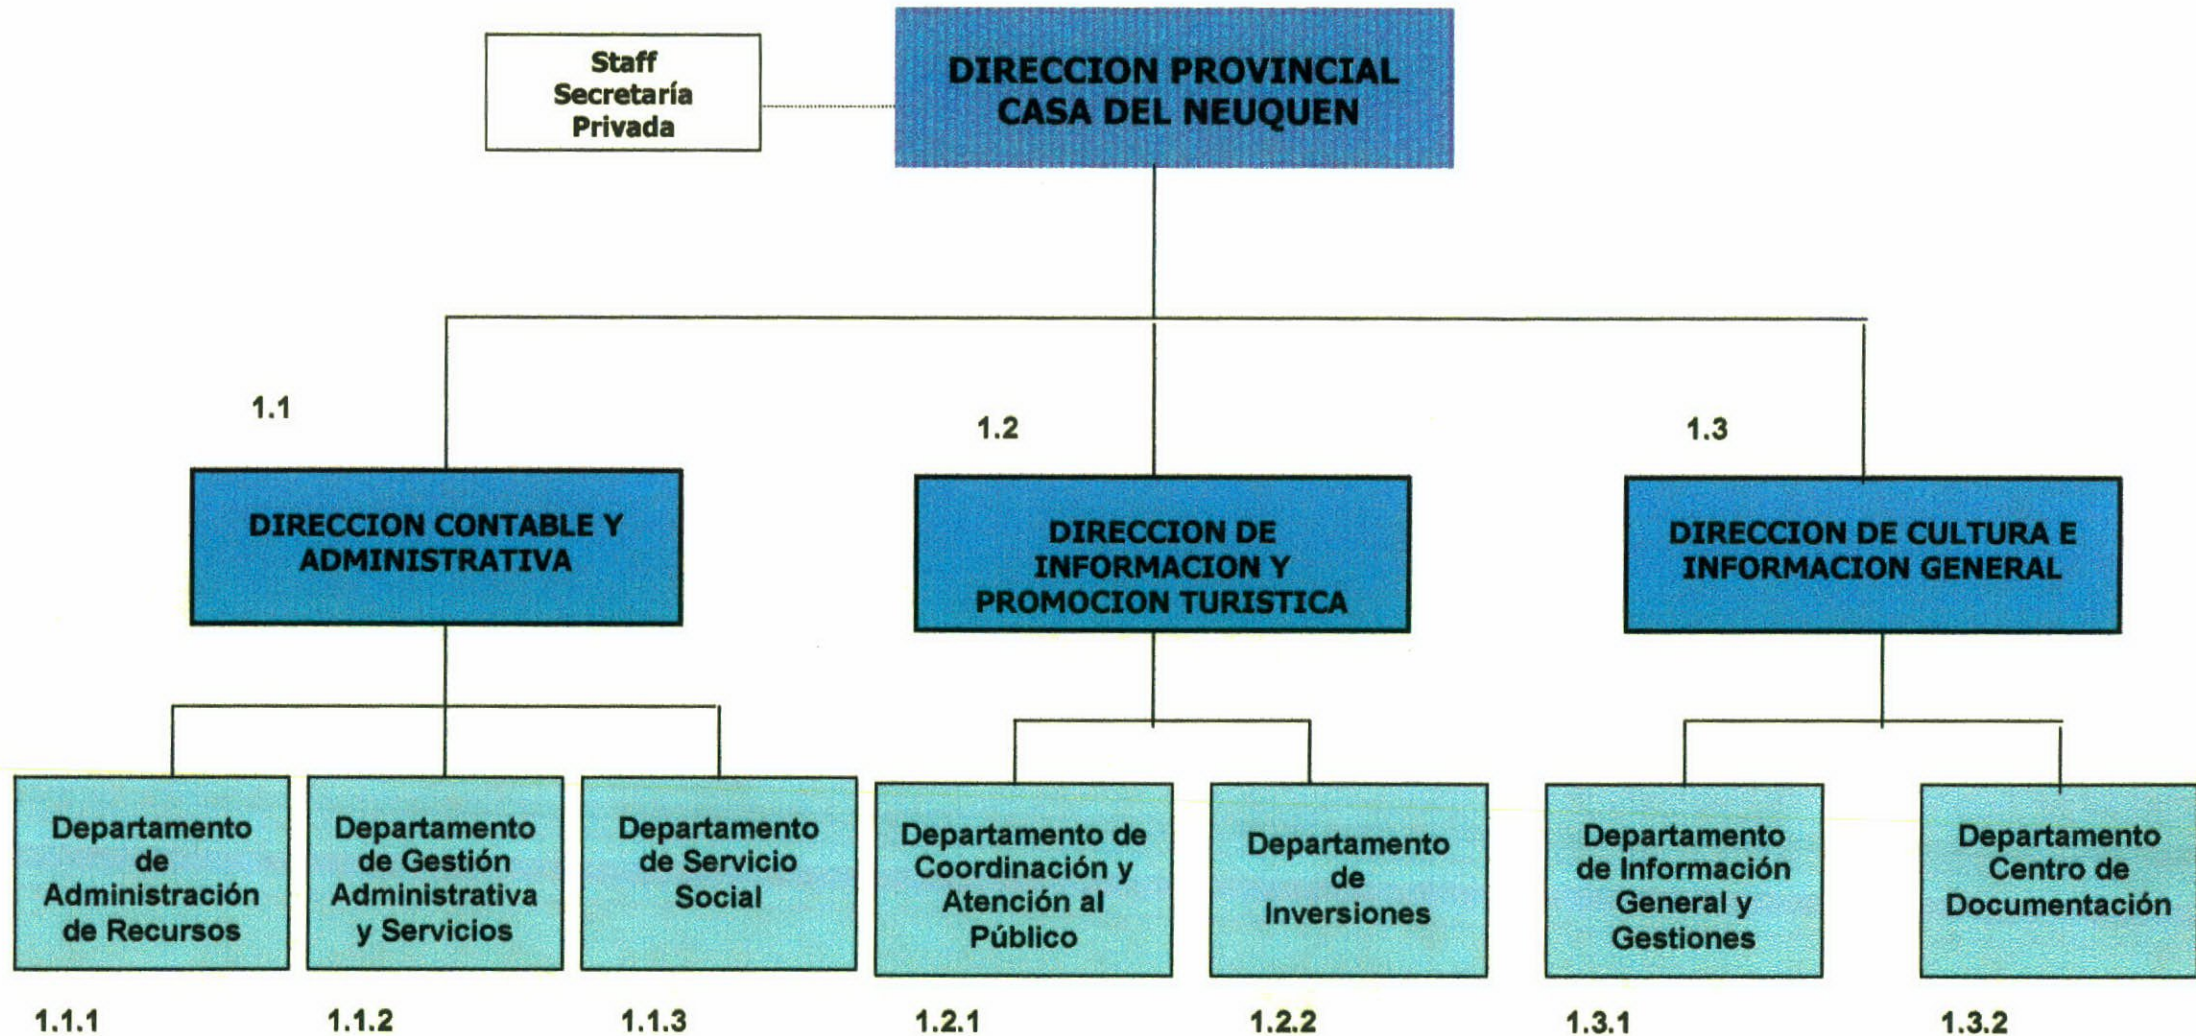 Staff
Secretaría
Privada
DIRECCION PROVINCIAL
CASA DEL NEUQUEN
1.1
1.2
1.3
DIRECCION CONTABLE Y
ADMINISTRATIVA
DIRECCION DE
INFORMACION Y
PROMOCION TURISTICA
DIRECCION DE CULTURA E
INFORMACION GENERAL
Departamento
de
Administración
de Recursos
Departamento
de Gestión
Administrativa
y Servicios
Departamento
de Servicio
Social
Departamento de
Coordinación y
Atención al
Público
Departamento
de
Inversiones
Departamento
de Información
General y
Gestiones
Departamento
Centro de
Documentación
1.1.1
1.1.2
1.1.3
1.2.1
1.2.2
1.3.1
1.3.2